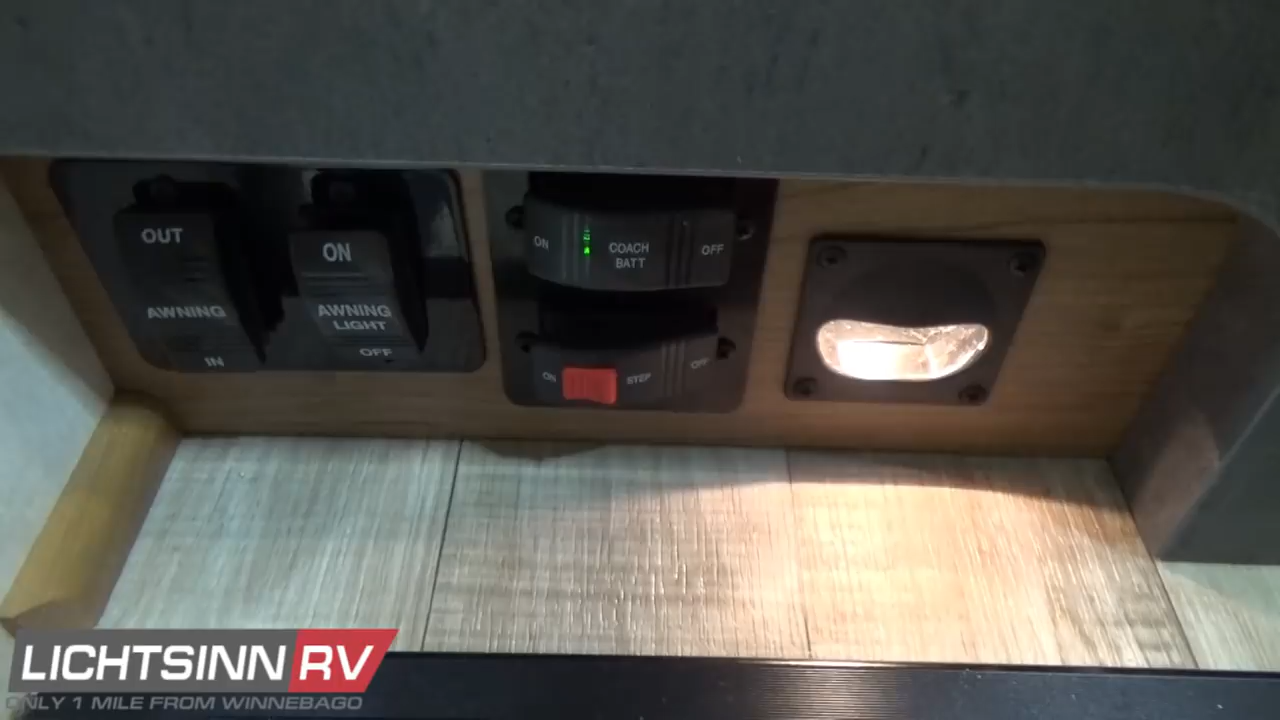 OUT
AWNING
IN
ON
AWNING
LIGHT
OFF
ON
COACH
BATT
OFF
ON
STEP
OFF
LICHTSINN RV
ONLY 1 MILE FROM WINNEBAGO